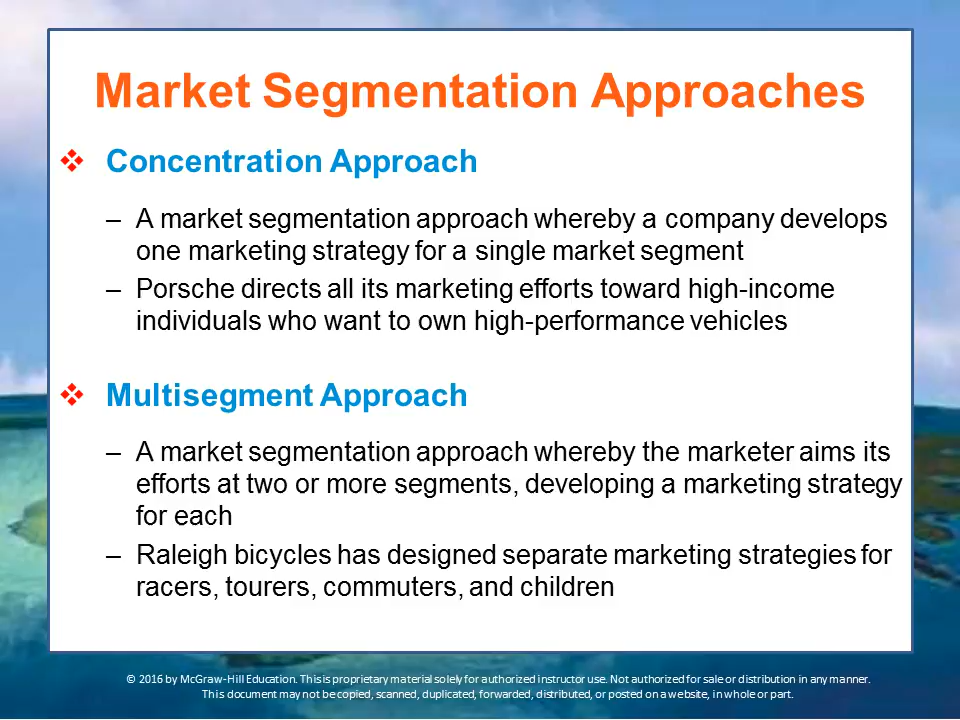 Market Segmentation Approaches
❖ Concentration Approach
– A market segmentation approach whereby a company develops
one marketing strategy for a single market segment
– Porsche directs all its marketing efforts toward high-income
individuals who want to own high-performance vehicles
❖ Multisegment Approach
– A market segmentation approach whereby the marketer aims its
efforts at two or more segments, developing a marketing strategy
for each
– Raleigh bicycles has designed separate marketing strategies for
racers, tourers, commuters, and children
© 2016 by McGraw-Hill Education. This is proprietary material solely for authorized instructor use. Not authorized for sale or distribution in any manner.
This document may not be copied, scanned, duplicated, forwarded, distributed, or posted on a website, in whole or part.